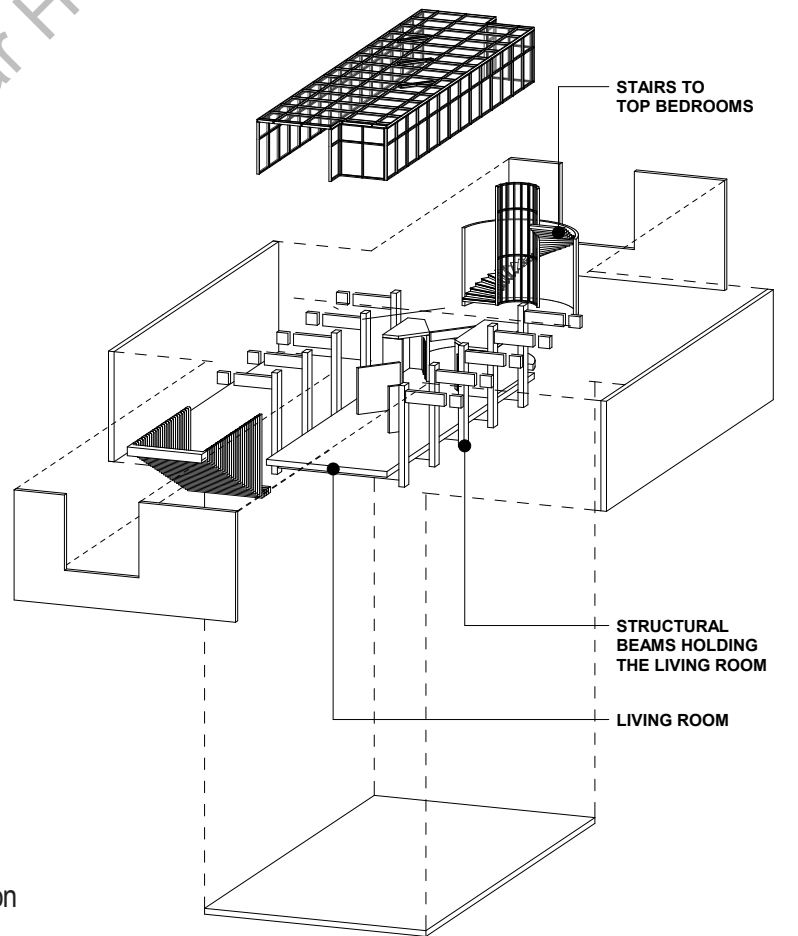 STAIRS TO
TOP BEDROOMS
STRUCTURAL
BEAMS HOLDING
THE LIVING ROOM
LIVING ROOM